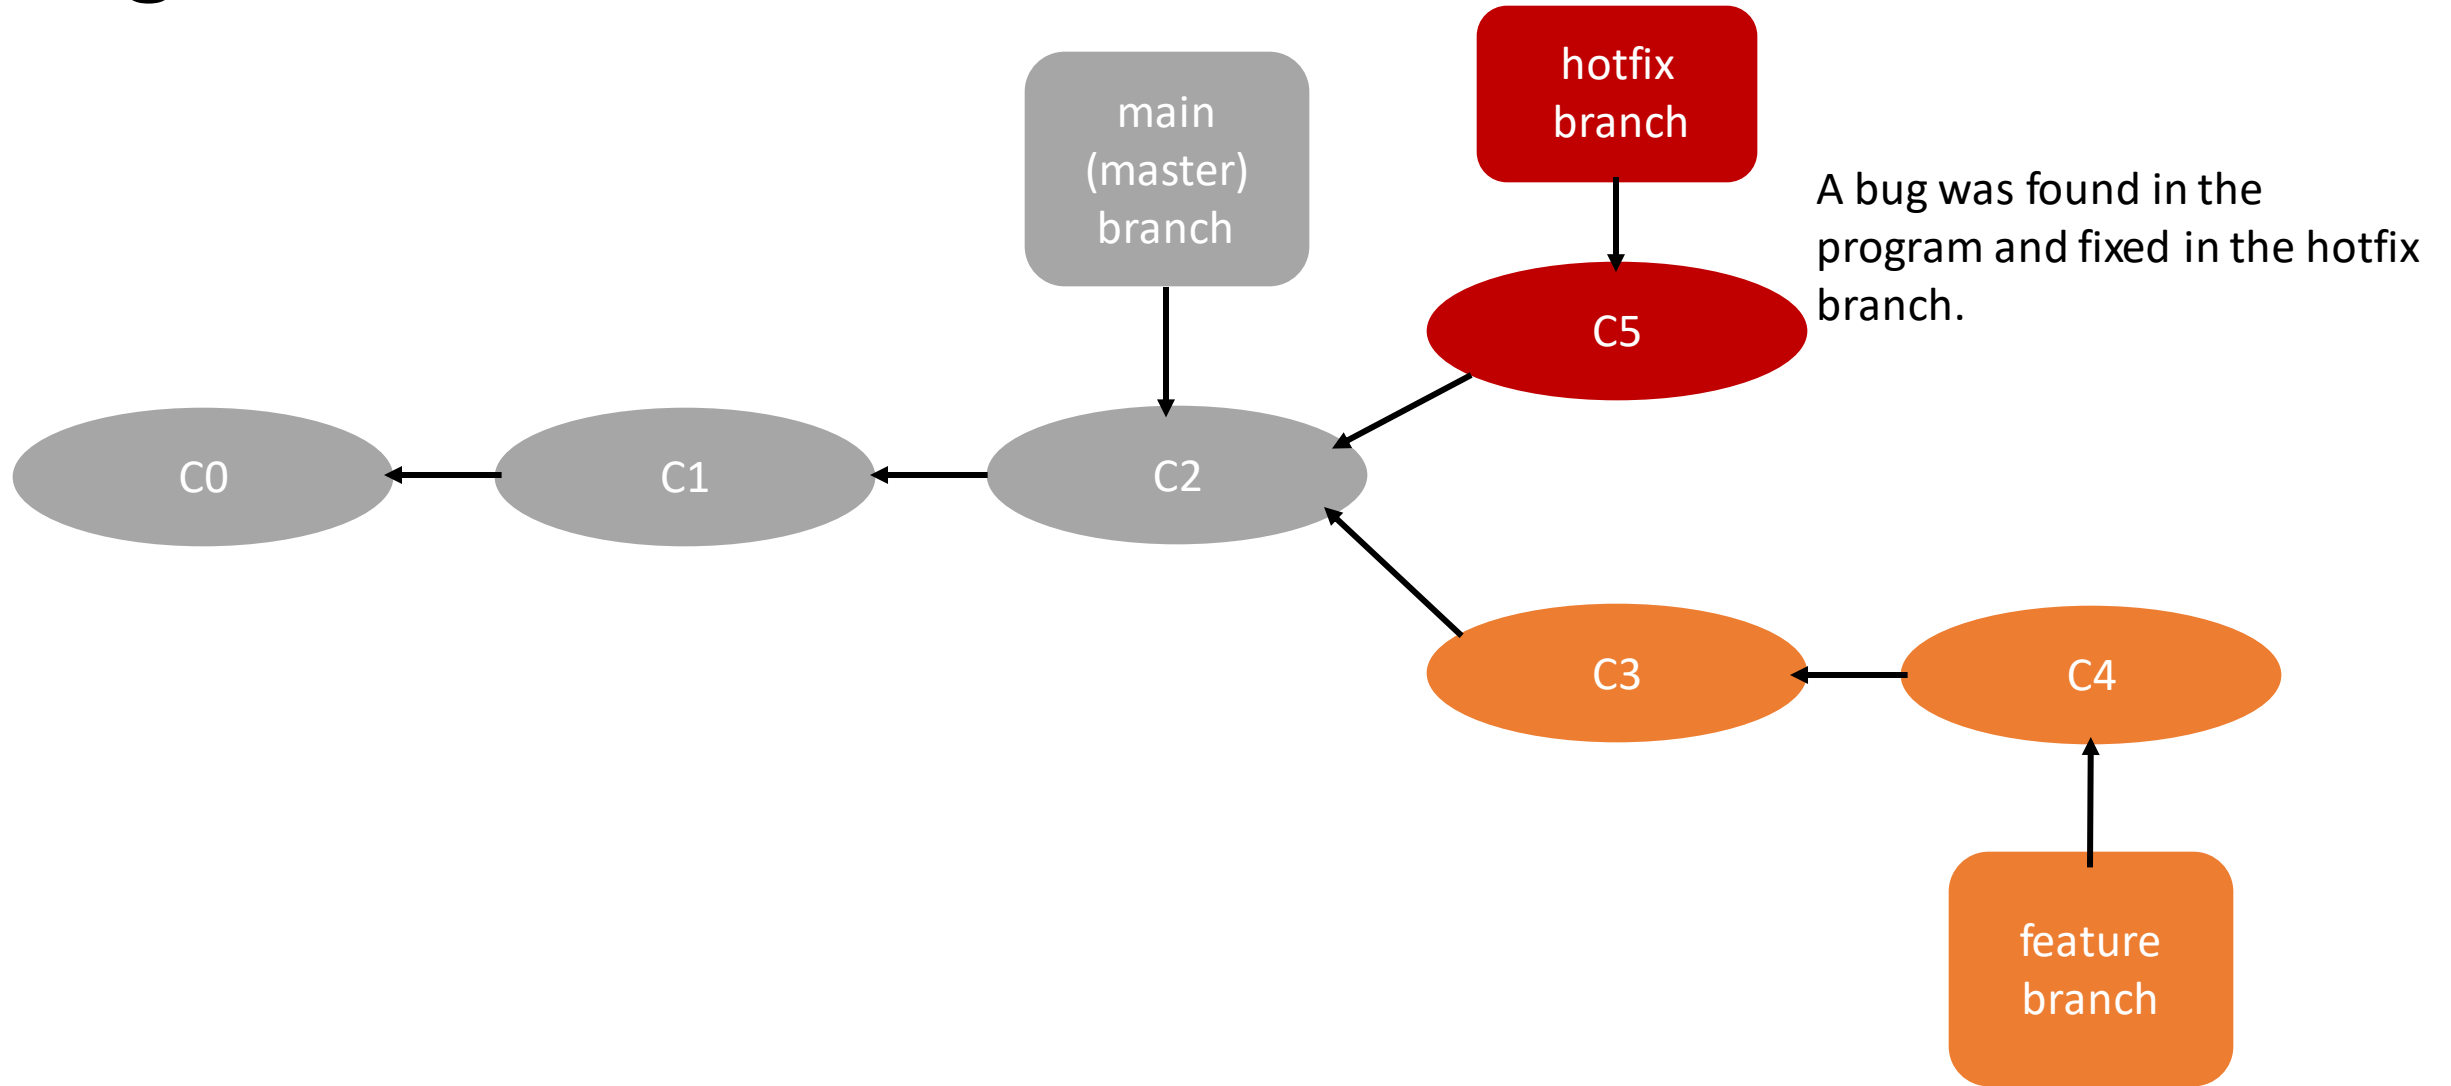 main
(master)
branch
hotfix
branch
A bug was found in the
program and fixed in the hotfix
branch.
C5
C0
C1
C2
C3
C4
feature
branch